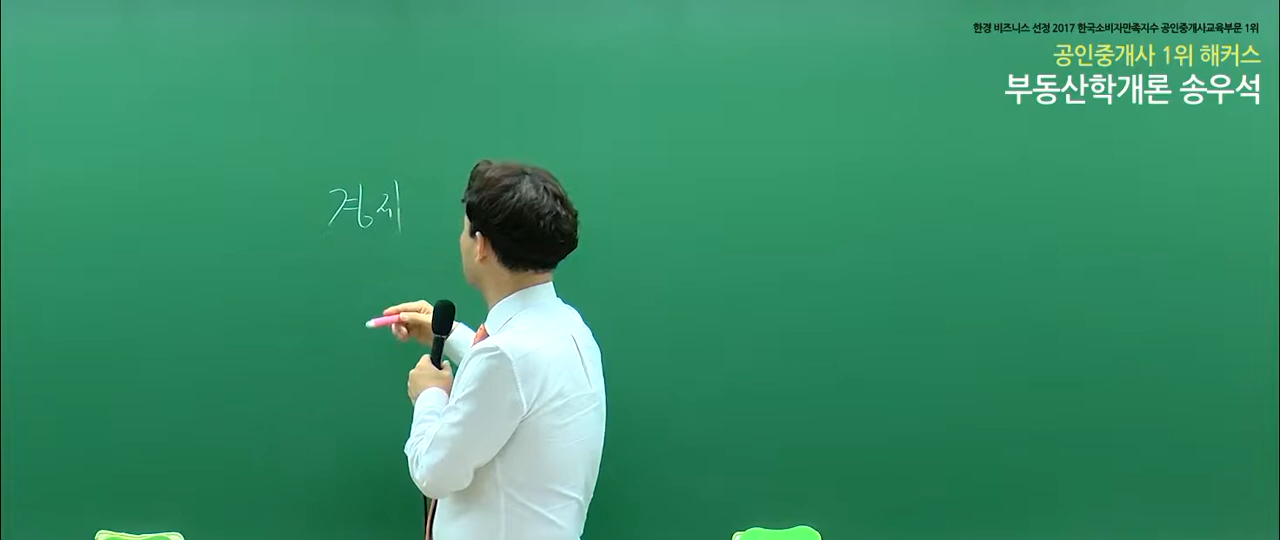 한경 비즈니스 선정 2017 한국소비자만족지수 공인중개사교육부문 1위
공인중개사 1위 해커스
부동산학개론 송우석
경제